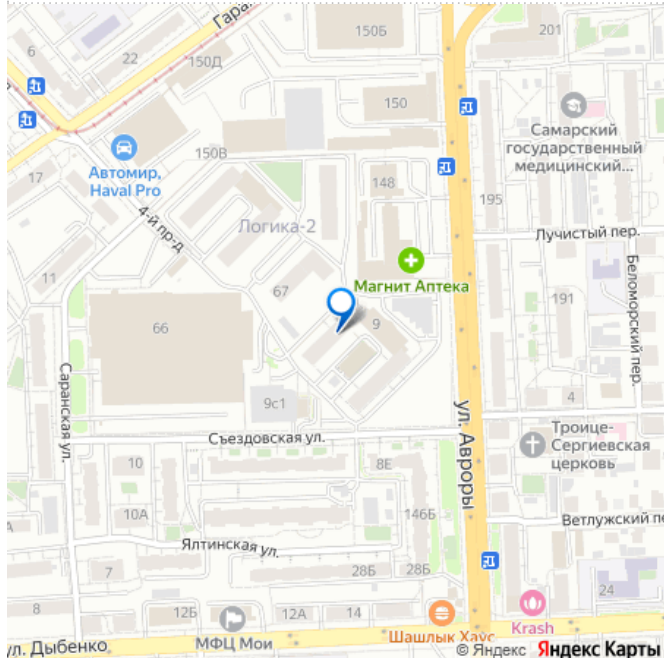 Гара
150Б
201
6
22
150Д
150
Самарский
государственный
медицинский...
Автомир,
Haval Pro
150В
17
148
195
4-й пр-д
Логика-2
Лучистый пер.
Беломорский пер.
11
67
Магнит Аптека
191
66
9
Саранская ул.
9с1
4
ул. Авроры
Троице-
Сергиевская
церковь
Съездовская ул.
10
8Е
10А
146Б
Ветлужский пе
Ялтинская ул.
7
28Б
28Б
24
8
12Б
12А
14
МФЦ Мои
Шашлык Хаус
Krash
ул. Дыбенко
© Яндекс Яндекс Карты